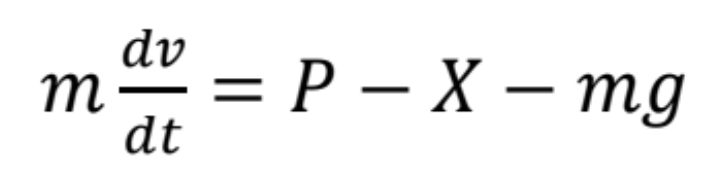 m dv/dt = P − X − mg